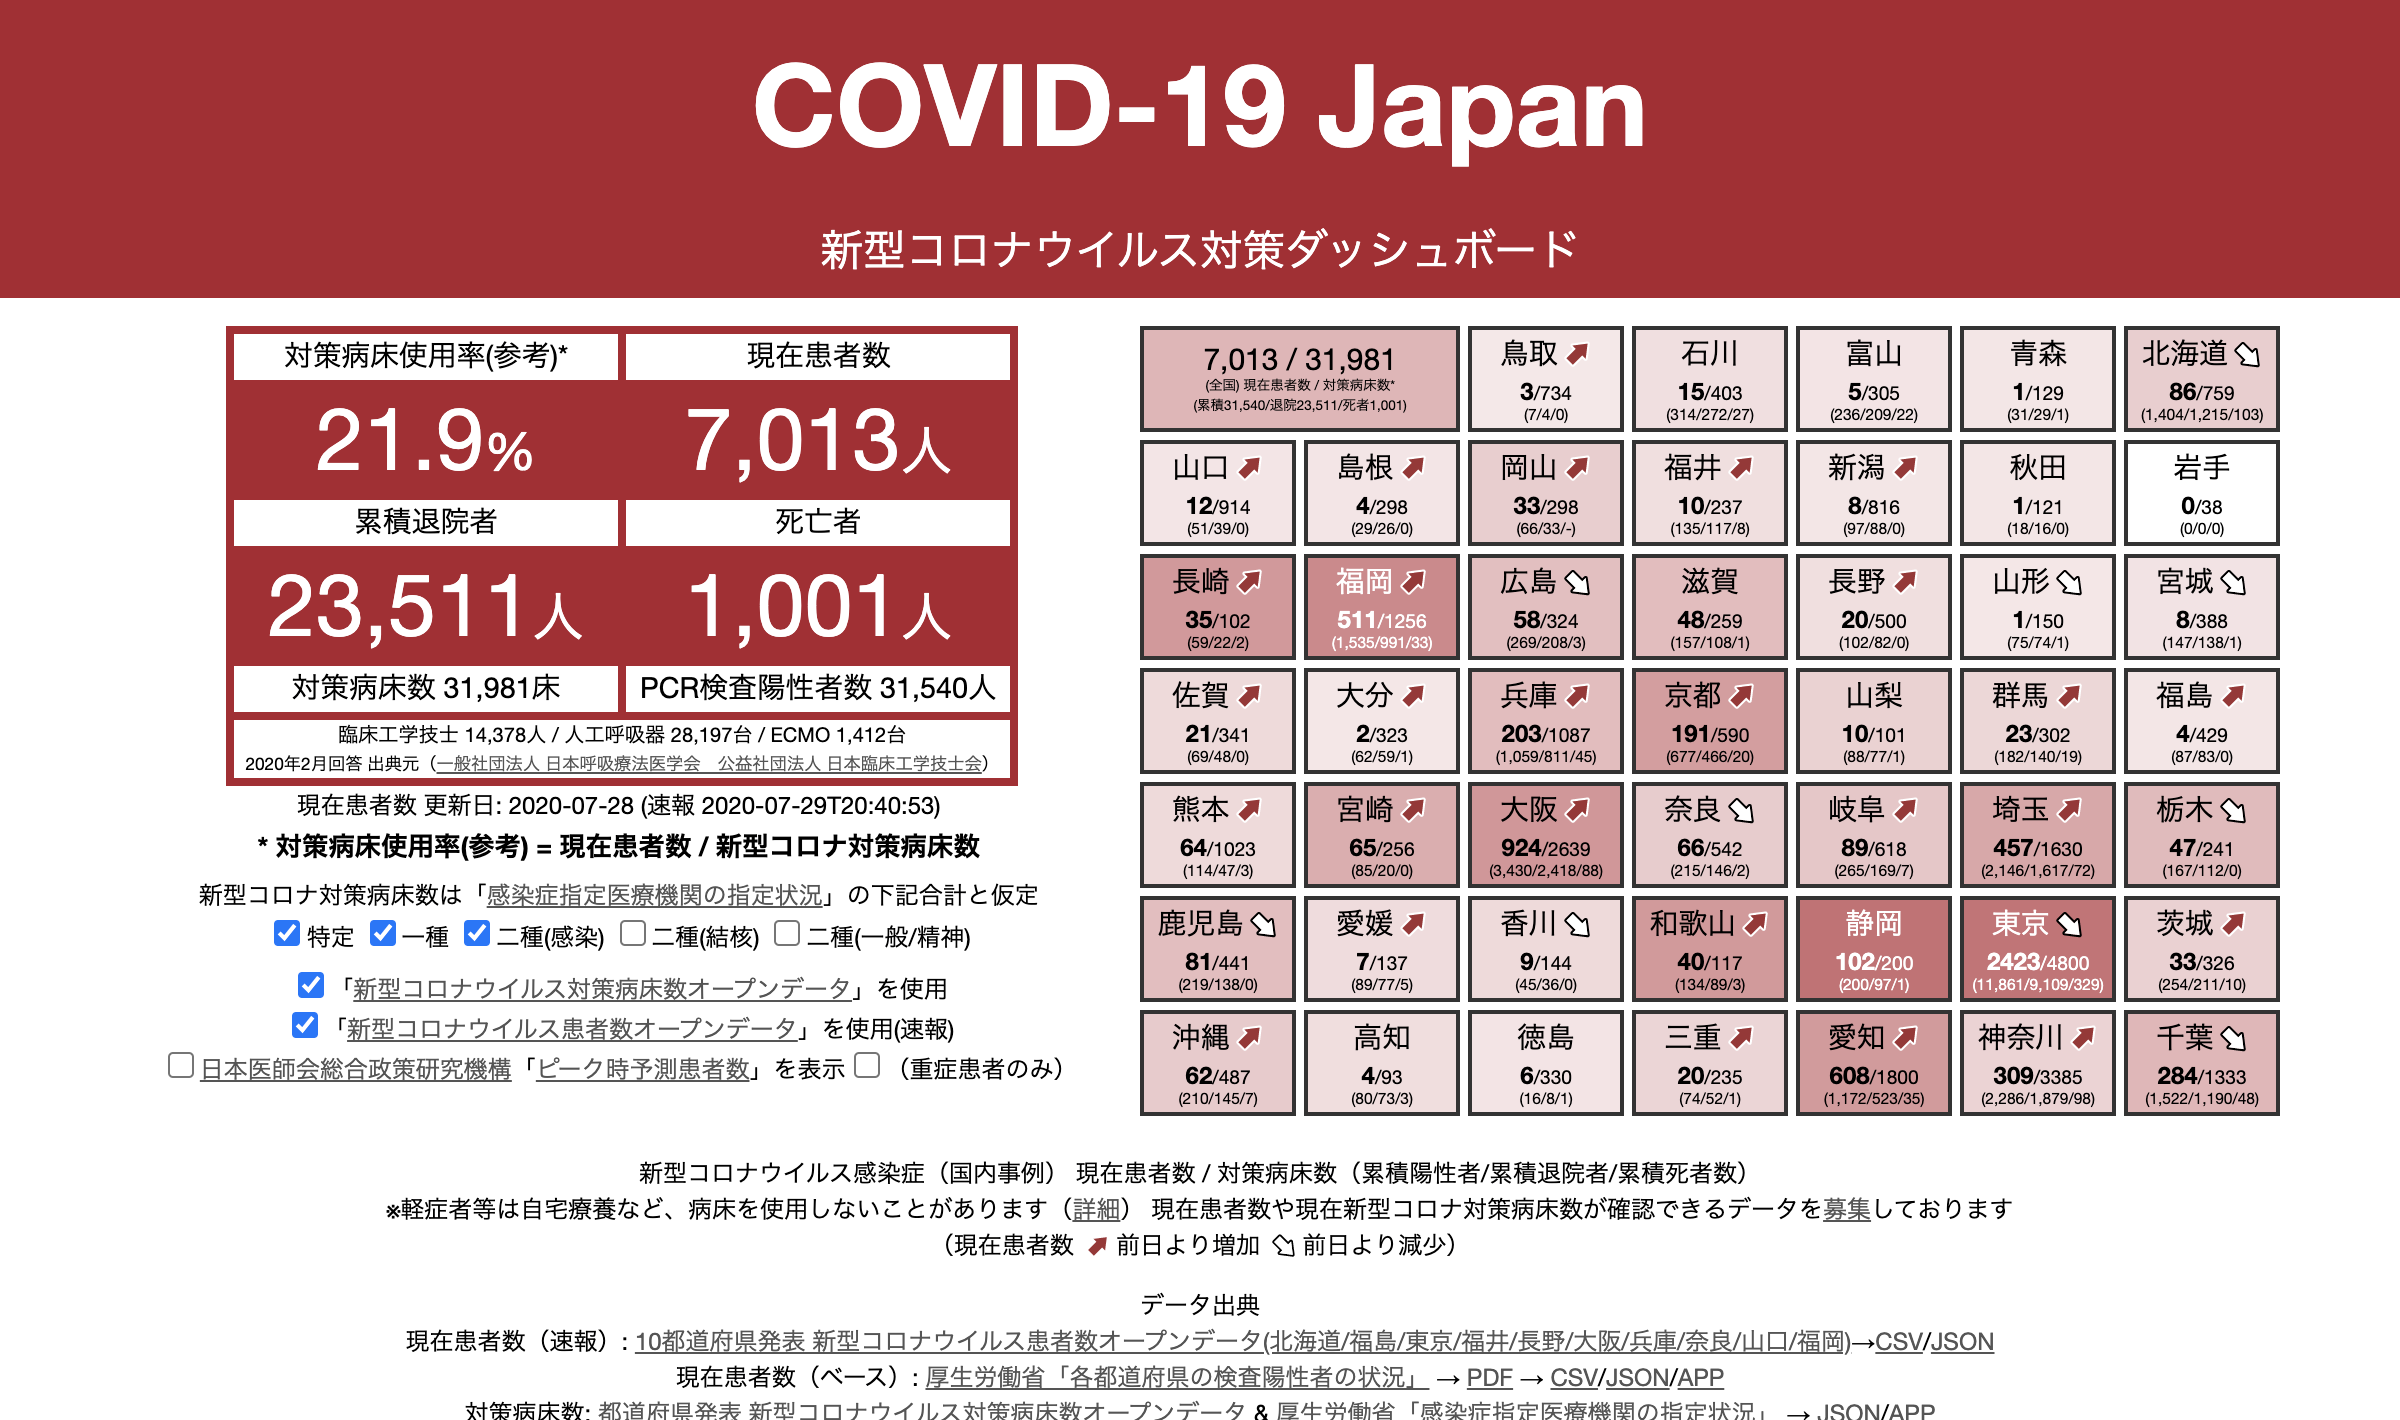 COVID-19 Japan
新型コロナウイルス対策ダッシュボード
対策病床使用率(参考)*
現在患者数
21.9%
7,013人
累積退院者
死亡者
23,511人
1,001人
対策病床数 31,981床
PCR検査陽性者数 31,540人
臨床工学技士 14,378人 / 人工呼吸器 28,197台 / ECMO 1,412台
2020年2月回答 出典元（一般社団法人 日本呼吸療法医学会　公益社団法人 日本臨床工学技士会）
現在患者数 更新日: 2020-07-28 (速報 2020-07-29T20:40:53)
* 対策病床使用率(参考) = 現在患者数 / 新型コロナ対策病床数
新型コロナ対策病床数は「感染症指定医療機関の指定状況」の下記合計と仮定
特定 一種 二種(感染) 二種(結核) 二種(一般/精神)
「新型コロナウイルス対策病床数オープンデータ」を使用
「新型コロナウイルス患者数オープンデータ」を使用(速報)
日本医師会総合政策研究機構「ピーク時予測患者数」を表示 （重症患者のみ）
7,013 / 31,981
(全国) 現在患者数 / 対策病床数*
(累積31,540/退院23,511/死者1,001)
鳥取
3/734
(7/4/0)
石川
15/403
(314/272/27)
富山
5/305
(236/209/22)
青森
1/129
(31/29/1)
北海道
86/759
(1,404/1,215/103)
山口
12/914
(51/39/0)
島根
4/298
(29/26/0)
岡山
33/298
(66/33/-)
福井
10/237
(135/117/8)
新潟
8/816
(97/88/0)
秋田
1/121
(18/16/0)
岩手
0/38
(0/0/0)
長崎
35/102
(59/22/2)
福岡
511/1256
(1,535/991/33)
広島
58/324
(269/208/3)
滋賀
48/259
(157/108/1)
長野
20/500
(102/82/0)
山形
1/150
(75/74/1)
宮城
8/388
(147/138/1)
佐賀
21/341
(69/48/0)
大分
2/323
(62/59/1)
兵庫
203/1087
(1,059/811/45)
京都
191/590
(677/466/20)
山梨
10/101
(88/77/1)
群馬
23/302
(182/140/19)
福島
4/429
(87/83/0)
熊本
64/1023
(114/47/3)
宮崎
65/256
(85/20/0)
大阪
924/2639
(3,430/2,418/88)
奈良
66/542
(215/146/2)
岐阜
89/618
(265/169/7)
埼玉
457/1630
(2,146/1,617/72)
栃木
47/241
(167/112/0)
鹿児島
81/441
(219/138/0)
愛媛
7/137
(89/77/5)
香川
9/144
(45/36/0)
和歌山
40/117
(134/89/3)
静岡
102/200
(200/97/1)
東京
2423/4800
(11,861/9,109/329)
茨城
33/326
(254/211/10)
沖縄
62/487
(210/145/7)
高知
4/93
(80/73/3)
徳島
6/330
(16/8/1)
三重
20/235
(74/52/1)
愛知
608/1800
(1,172/523/35)
神奈川
309/3385
(2,286/1,879/98)
千葉
284/1333
(1,522/1,190/48)
新型コロナウイルス感染症（国内事例） 現在患者数 / 対策病床数（累積陽性者/累積退院者/累積死者数）
※軽症者等は自宅療養など、病床を使用しないことがあります（詳細） 現在患者数や現在新型コロナ対策病床数が確認できるデータを募集しております
（現在患者数 前日より増加 前日より減少）
データ出典
現在患者数（速報）: 10都道府県発表 新型コロナウイルス患者数オープンデータ(北海道/福島/東京/福井/長野/大阪/兵庫/奈良/山口/福岡)→CSV/JSON
現在患者数（ベース）: 厚生労働省「各都道府県の検査陽性者の状況」 → PDF → CSV/JSON/APP
対策病床数: 都道府県発表 新型コロナウイルス対策病床数オープンデータ & 厚生労働省「感染症指定医療機関の指定状況」 → JSON/APP